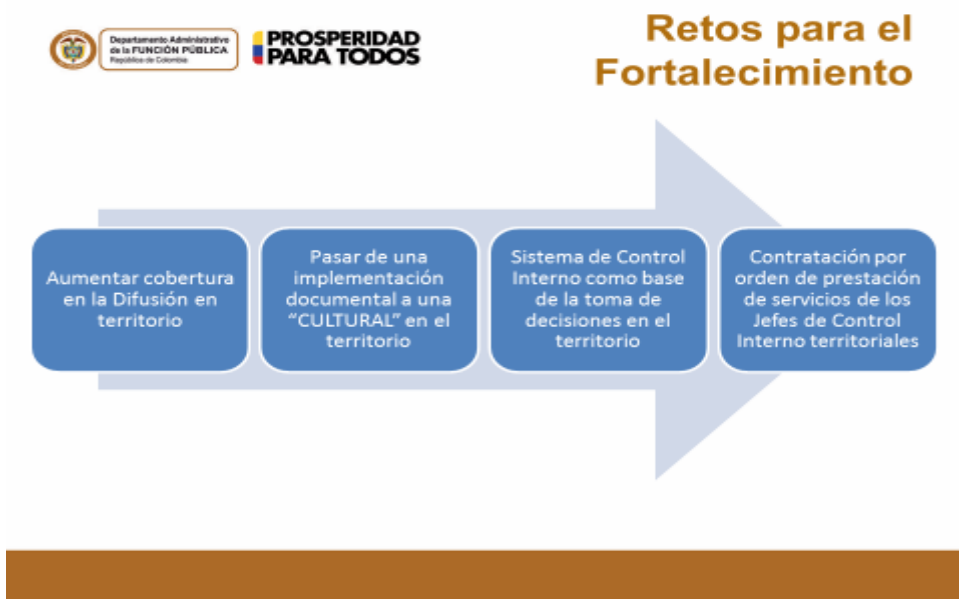 Departamento Administrativo
de la FUNCIÓN PÚBLICA
República de Colombia
PROSPERIDAD
PARA TODOS
Retos para el
Fortalecimiento
Aumentar cobertura
en la Difusión en
territorio
Pasar de una
implementación
documental a una
“CULTURAL” en el
territorio
Sistema de Control
Interno como base
de la toma de
decisiones en el
territorio
Contratación por
orden de prestación
de servicios de los
Jefes de Control
Interno territoriales